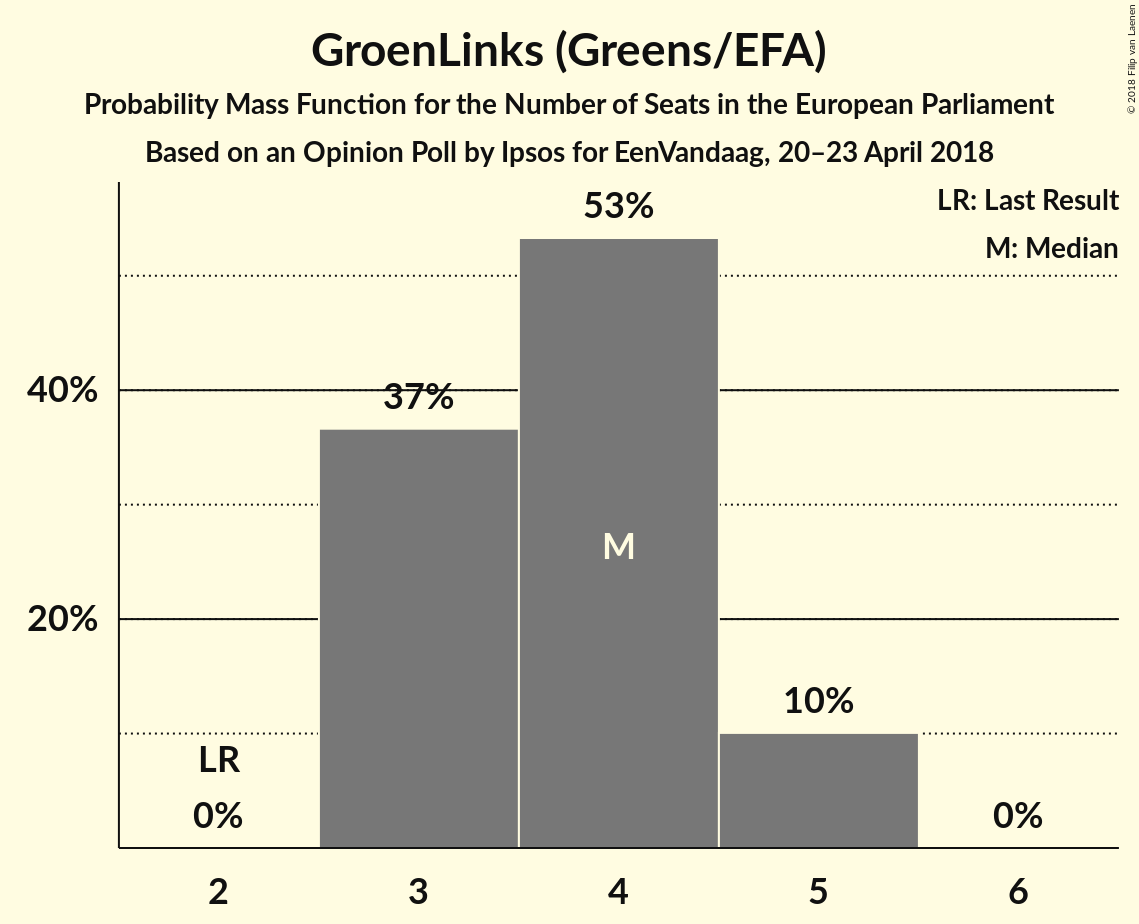 GroenLinks (Greens/EFA)
Probability Mass Function for the Number of Seats in the European Parliament
Based on an Opinion Poll by Ipsos for EenVandaag, 20–23 April 2018
© 2018 Filip van Laenen
LR: Last Result
M: Median
53%
40%
37%
M
20%
10%
LR
0%
0%
2
3
4
5
6